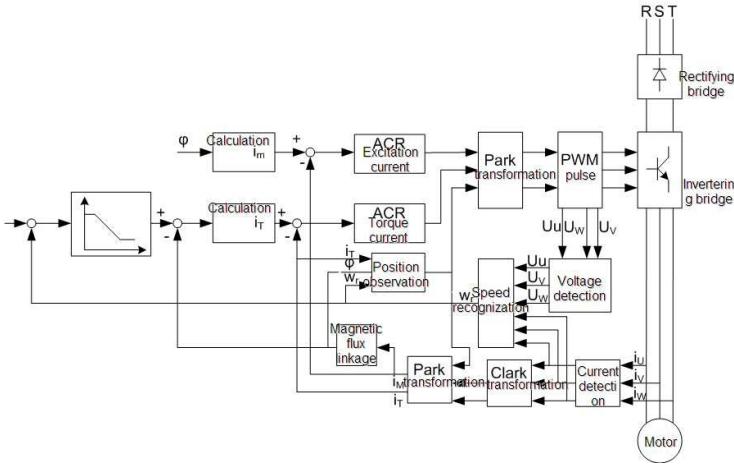 R S T
Rectifying
bridge
φ
Calculation
im
+
-
ACR
Excitation
current
Park
transformation
PWM
pulse
Invertering
g bridge
+
-
Calculation
iT
+
-
ACR
Torque
current
Uu UW UV
iT
φ
wr
Position
observation
wr
Speed
recognization
Uu
UV
UW
Voltage
detection
Magnetic
flux
linkage
Park
transformation
iM
iT
Clark
transformation
Current
detecti
on
iU
iV
iW
Motor